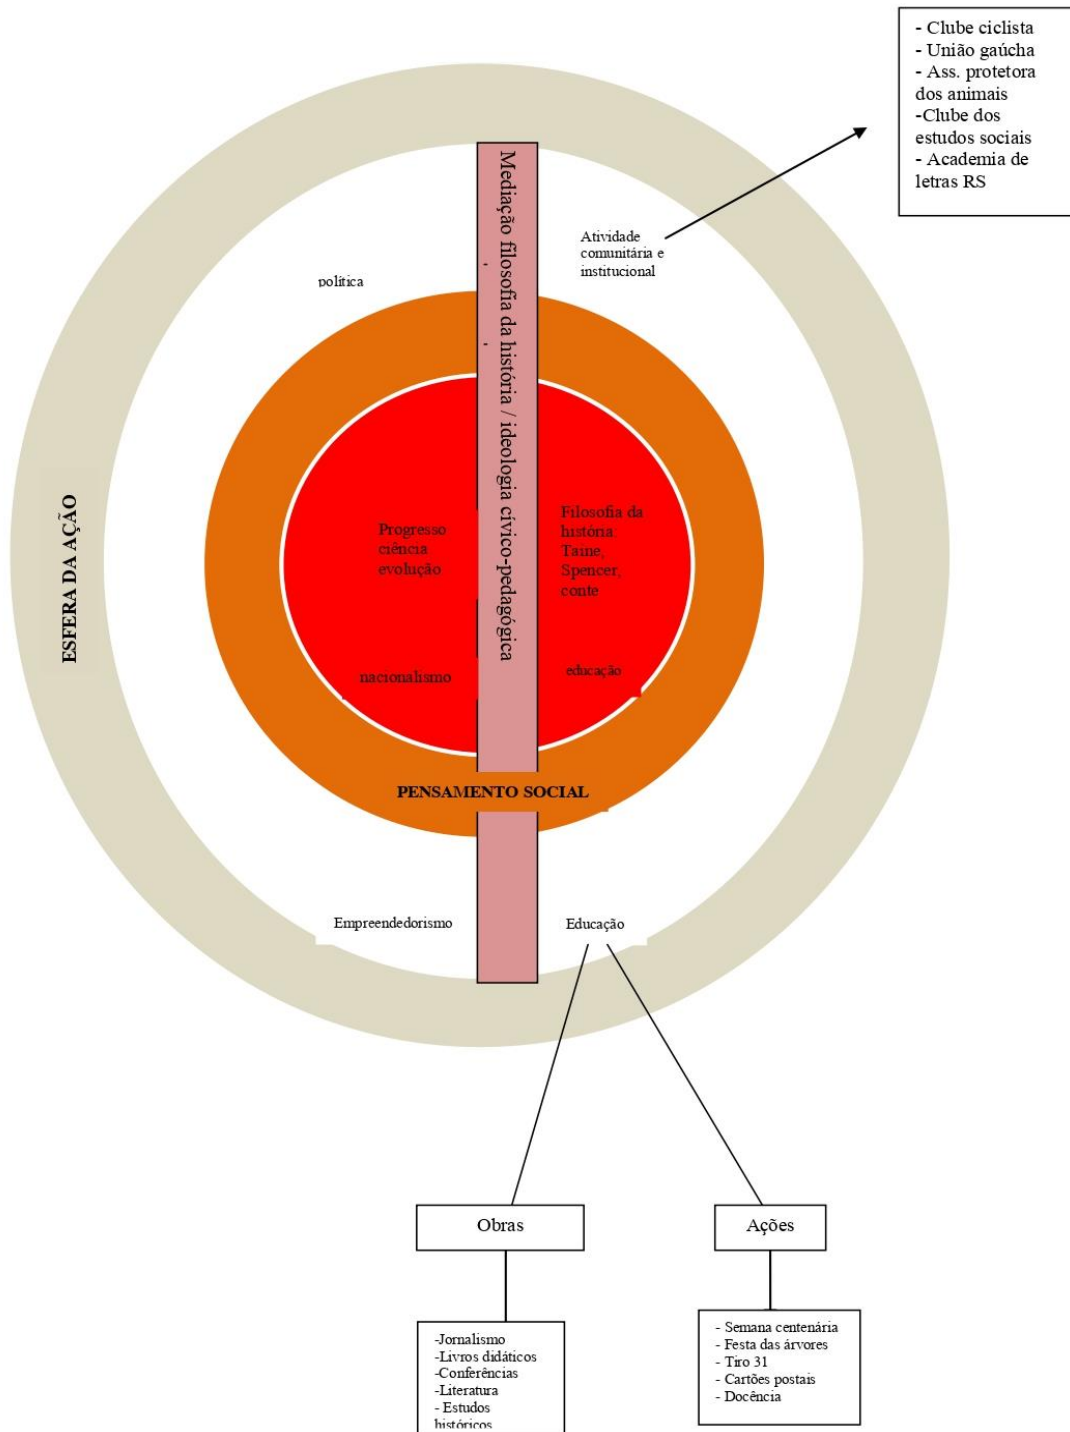 - Clube ciclista
- União gaúcha
- Ass. protetora
dos animais
-Clube dos
estudos sociais
- Academia de
letras RS
Mediação filosofia da história / ideologia cívico-pedagógica
Atividade
comunitária e
institucional
política
ESFERA DA AÇÃO
Progresso
ciência
evolução
Filosofia da
história,
Taine,
Spencer,
conte
nacionalismo
educação
PENSAMENTO SOCIAL
Empreendedorismo
Educação
Obras
Ações
-Jornalismo
-Livros didáticos
-Conferências
-Literatura
- Estudos
históricos
- Semana centenária
- Festa das árvores
- Tiro 31
- Cartões postais
- Docência